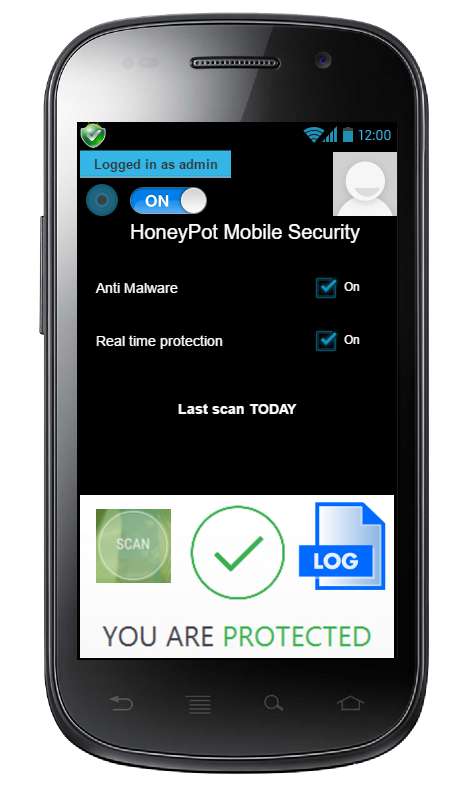 12:00
Logged in as admin
ON
HoneyPot Mobile Security
Anti Malware On
Real time protection On
Last scan TODAY
SCAN
LOG
YOU ARE PROTECTED